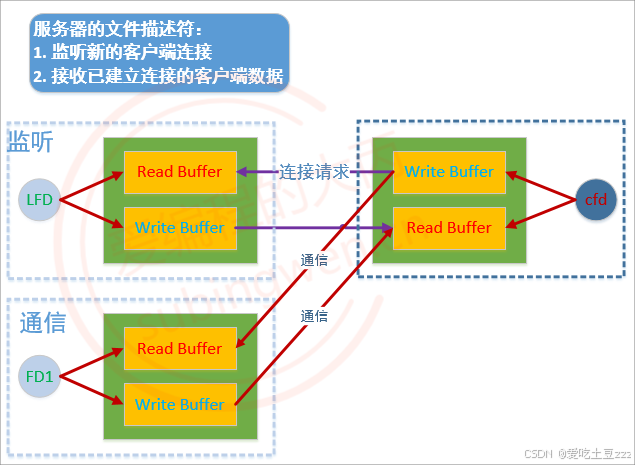 服务器的文件描述符：
1. 监听新的客户端连接
2. 接收已建立连接的客户端数据
监听
LFD
Read Buffer
Write Buffer
连接请求
Write Buffer
Read Buffer
cfd
通信
通信
通信
FD1
Read Buffer
Write Buffer
CSDN @爱吃土豆zzz